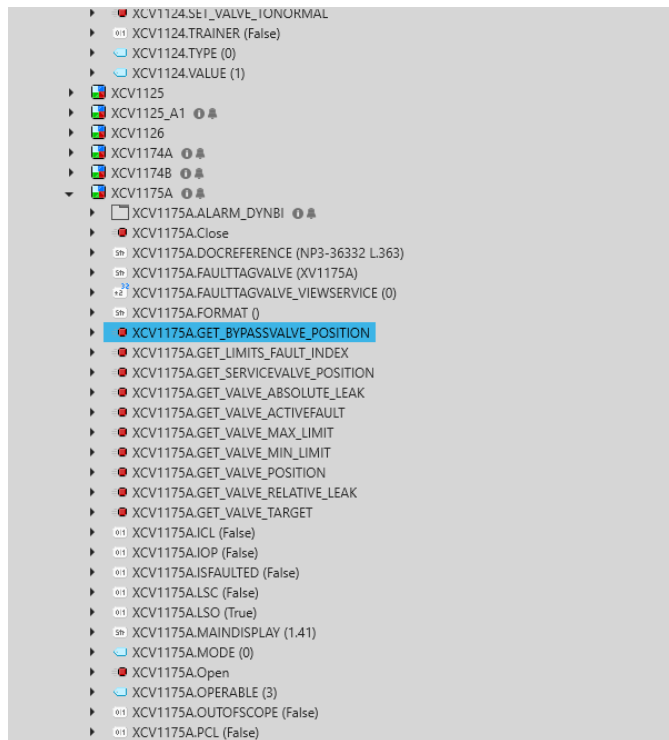 XCV1124.SET_VALVE_TONORMAL
XCV1124.TRAINER (False)
XCV1124.TYPE (0)
XCV1124.VALUE (1)
XCV1125
XCV1125_A1
XCV1126
XCV1174A
XCV1174B
XCV1175A
XCV1175A.ALARM_DYNBI
XCV1175A.Close
XCV1175A.DOCREFERENCE (NP3-36332 L.363)
XCV1175A.FAULTTAGVALVE (XV1175A)
XCV1175A.FAULTTAGVALVE_VIEWSERVICE (0)
XCV1175A.FORMAT ()
XCV1175A.GET_BYPASSVALVE_POSITION
XCV1175A.GET_LIMITS_FAULT_INDEX
XCV1175A.GET_SERVICEVALVE_POSITION
XCV1175A.GET_VALVE_ABSOLUTE_LEAK
XCV1175A.GET_VALVE_ACTIVEFAULT
XCV1175A.GET_VALVE_MAX_LIMIT
XCV1175A.GET_VALVE_MIN_LIMIT
XCV1175A.GET_VALVE_POSITION
XCV1175A.GET_VALVE_RELATIVE_LEAK
XCV1175A.GET_VALVE_TARGET
XCV1175A.ICL (False)
XCV1175A.IOP (False)
XCV1175A.ISFAULTED (False)
XCV1175A.LSC (False)
XCV1175A.LSO (True)
XCV1175A.MAINDISPLAY (1.41)
XCV1175A.MODE (0)
XCV1175A.Open
XCV1175A.OPERABLE (3)
XCV1175A.OUTOFSCOPE (False)
XCV1175A.PCL (False)